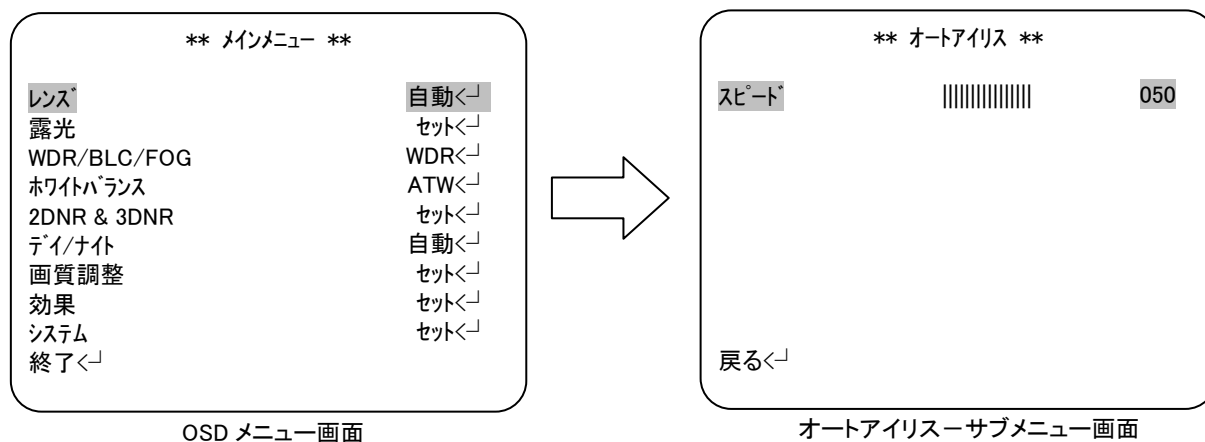 ** ﾒｲﾝﾒﾆｭｰ **
ﾚﾝｽﾞ 自動<┘
露光 ｾｯﾄ<┘
WDR/BLC/FOG WDR<┘
ﾎﾜｲﾄﾊﾞﾗﾝｽ ATW<┘
2DNR & 3DNR ｾｯﾄ<┘
ﾃﾞｲ/ﾅｲﾄ 自動<┘
画質調整 ｾｯﾄ<┘
効果 ｾｯﾄ<┘
ｼｽﾃﾑ ｾｯﾄ<┘
終了<┘
OSD メニュー画面
** ｵｰﾄｱｲﾘｽ **
ｽﾋﾟｰﾄﾞ ||||||||||||||| 050
戻る<┘
オートアイリス－サブメニュー画面